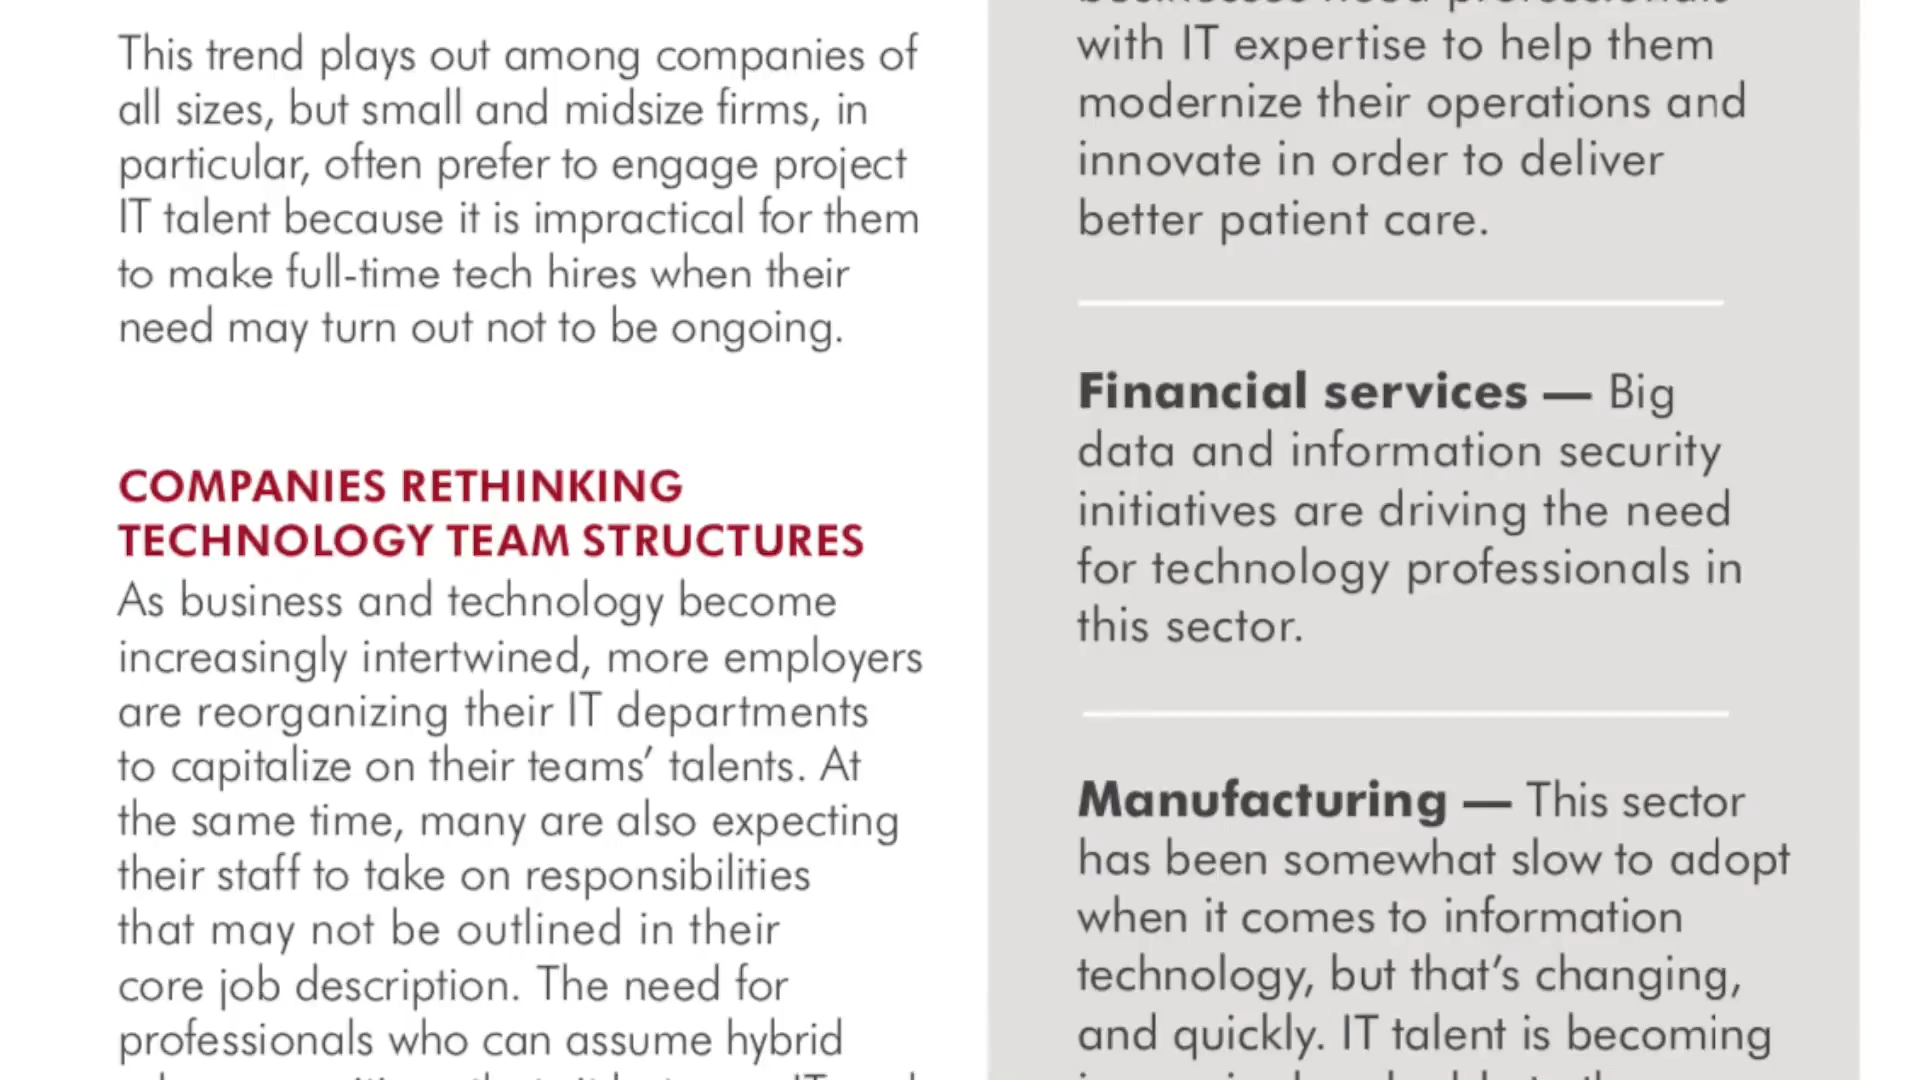 This trend plays out among companies of
all sizes, but small and midsize firms, in
particular, often prefer to engage project
IT talent because it is impractical for them
to make full-time tech hires when their
need may turn out not to be ongoing.
COMPANIES RETHINKING
TECHNOLOGY TEAM STRUCTURES
As business and technology become
increasingly intertwined, more employers
are reorganizing their IT departments
to capitalize on their teams’ talents. At
the same time, many are also expecting
their staff to take on responsibilities
that may not be outlined in their
core job description. The need for
professionals who can assume hybrid
with IT expertise to help them
modernize their operations and
innovate in order to deliver
better patient care.
Financial services — Big
data and information security
initiatives are driving the need
for technology professionals in
this sector.
Manufacturing — This sector
has been somewhat slow to adopt
when it comes to information
technology, but that’s changing,
and quickly. IT talent is becoming